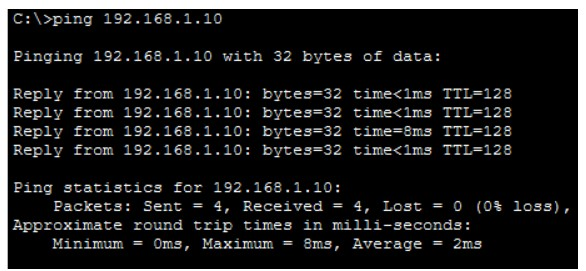 C:\>ping 192.168.1.10
Pinging 192.168.1.10 with 32 bytes of data:
Reply from 192.168.1.10: bytes=32 time<1ms TTL=128
Reply from 192.168.1.10: bytes=32 time<1ms TTL=128
Reply from 192.168.1.10: bytes=32 time=8ms TTL=128
Reply from 192.168.1.10: bytes=32 time<1ms TTL=128
Ping statistics for 192.168.1.10:
    Packets: Sent = 4, Received = 4, Lost = 0 (0% loss),
Approximate round trip times in milli-seconds:
    Minimum = 0ms, Maximum = 8ms, Average = 2ms